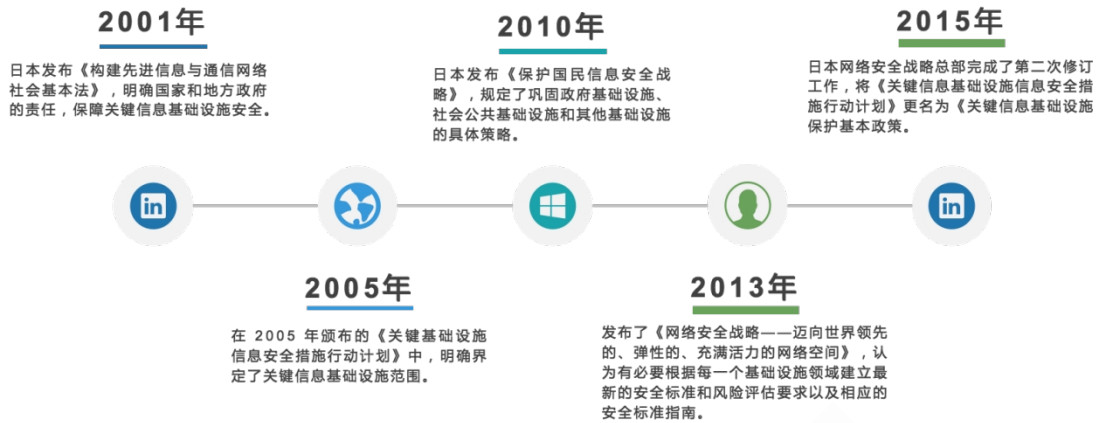 2001年
日本发布《构建先进信息与通信网络
社会基本法》，明确国家和地方政府
的责任，保障关键信息基础设施安全。
2010年
日本发布《保护国民信息安全战
略》，规定了巩固政府基础设施、
社会公共基础设施和其他基础设施
的具体策略。
2015年
日本网络安全战略总部完成了第二次修订
工作，将《关键信息基础设施信息安全措
施行动计划》更名为《关键信息基础设施
保护基本政策。
in
in
2005年
在 2005 年颁布的《关键基础设施
信息安全措施行动计划》中，明确界
定了关键信息基础设施范围。
2013年
发布了《网络安全战略——迈向世界领先
的、弹性的、充满活力的网络空间》，认
为有必要根据每一个基础设施领域建立最
新的安全标准和风险评估要求以及相应的
安全标准指南。